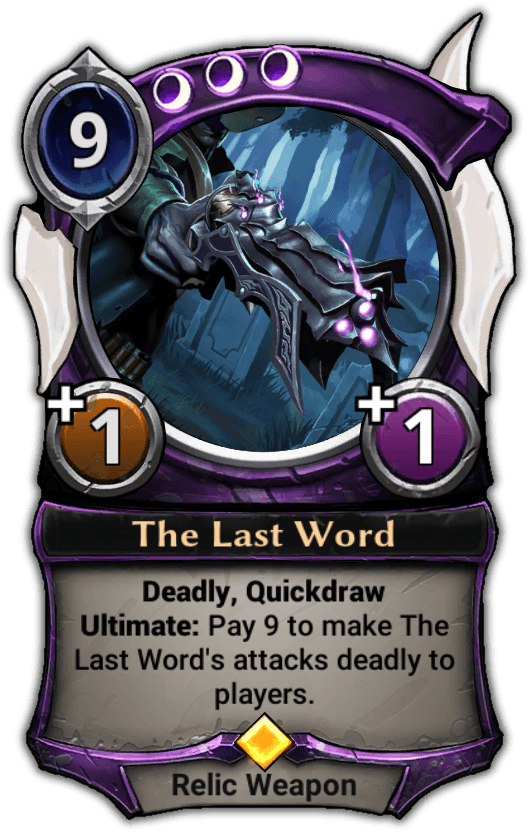 9
+1
+1
The Last Word
Deadly, Quickdraw
Ultimate: Pay 9 to make The
Last Word's attacks deadly to
players.
Relic Weapon